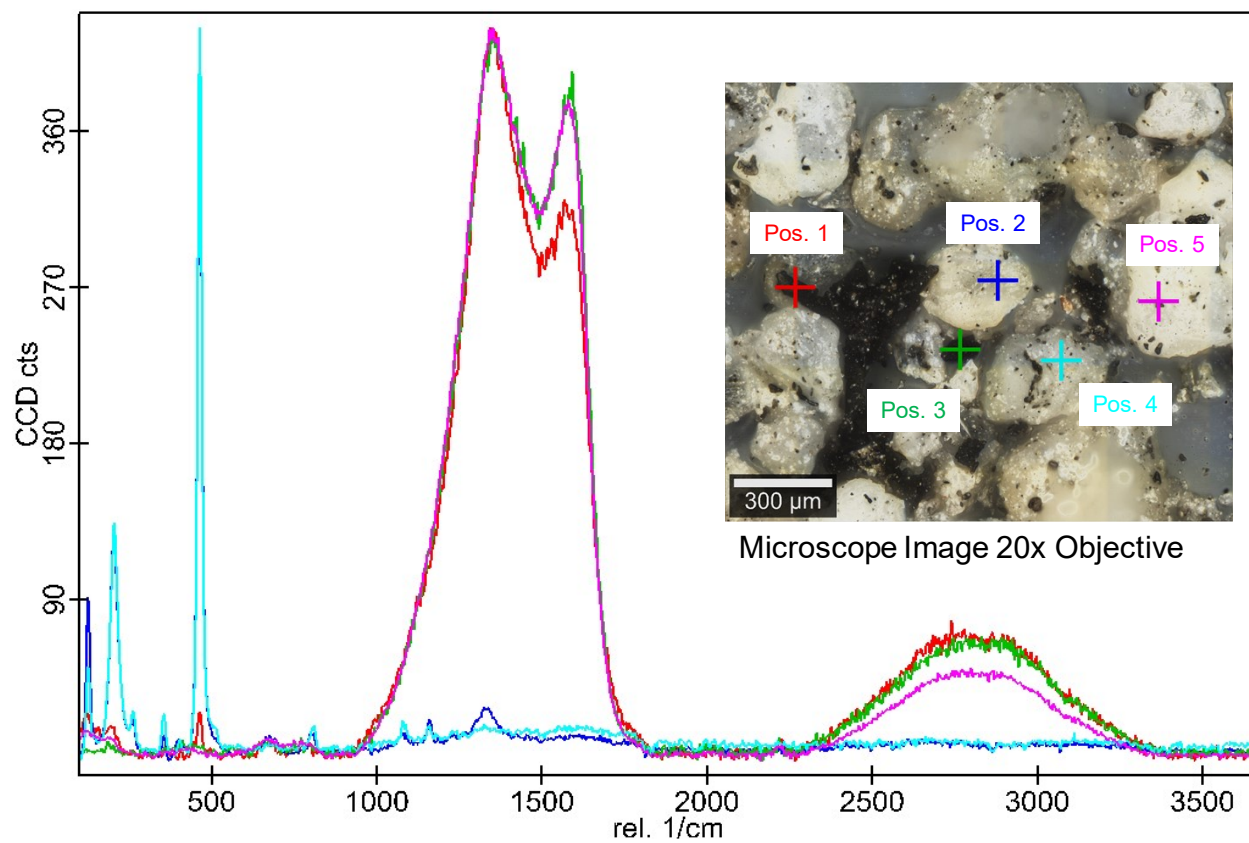 360
270
180
90
CCD cts
500
1000
1500
2000
2500
3000
3500
rel. 1/cm
Pos. 1
Pos. 2
Pos. 5
Pos. 3
Pos. 4
300 µm
Microscope Image 20x Objective